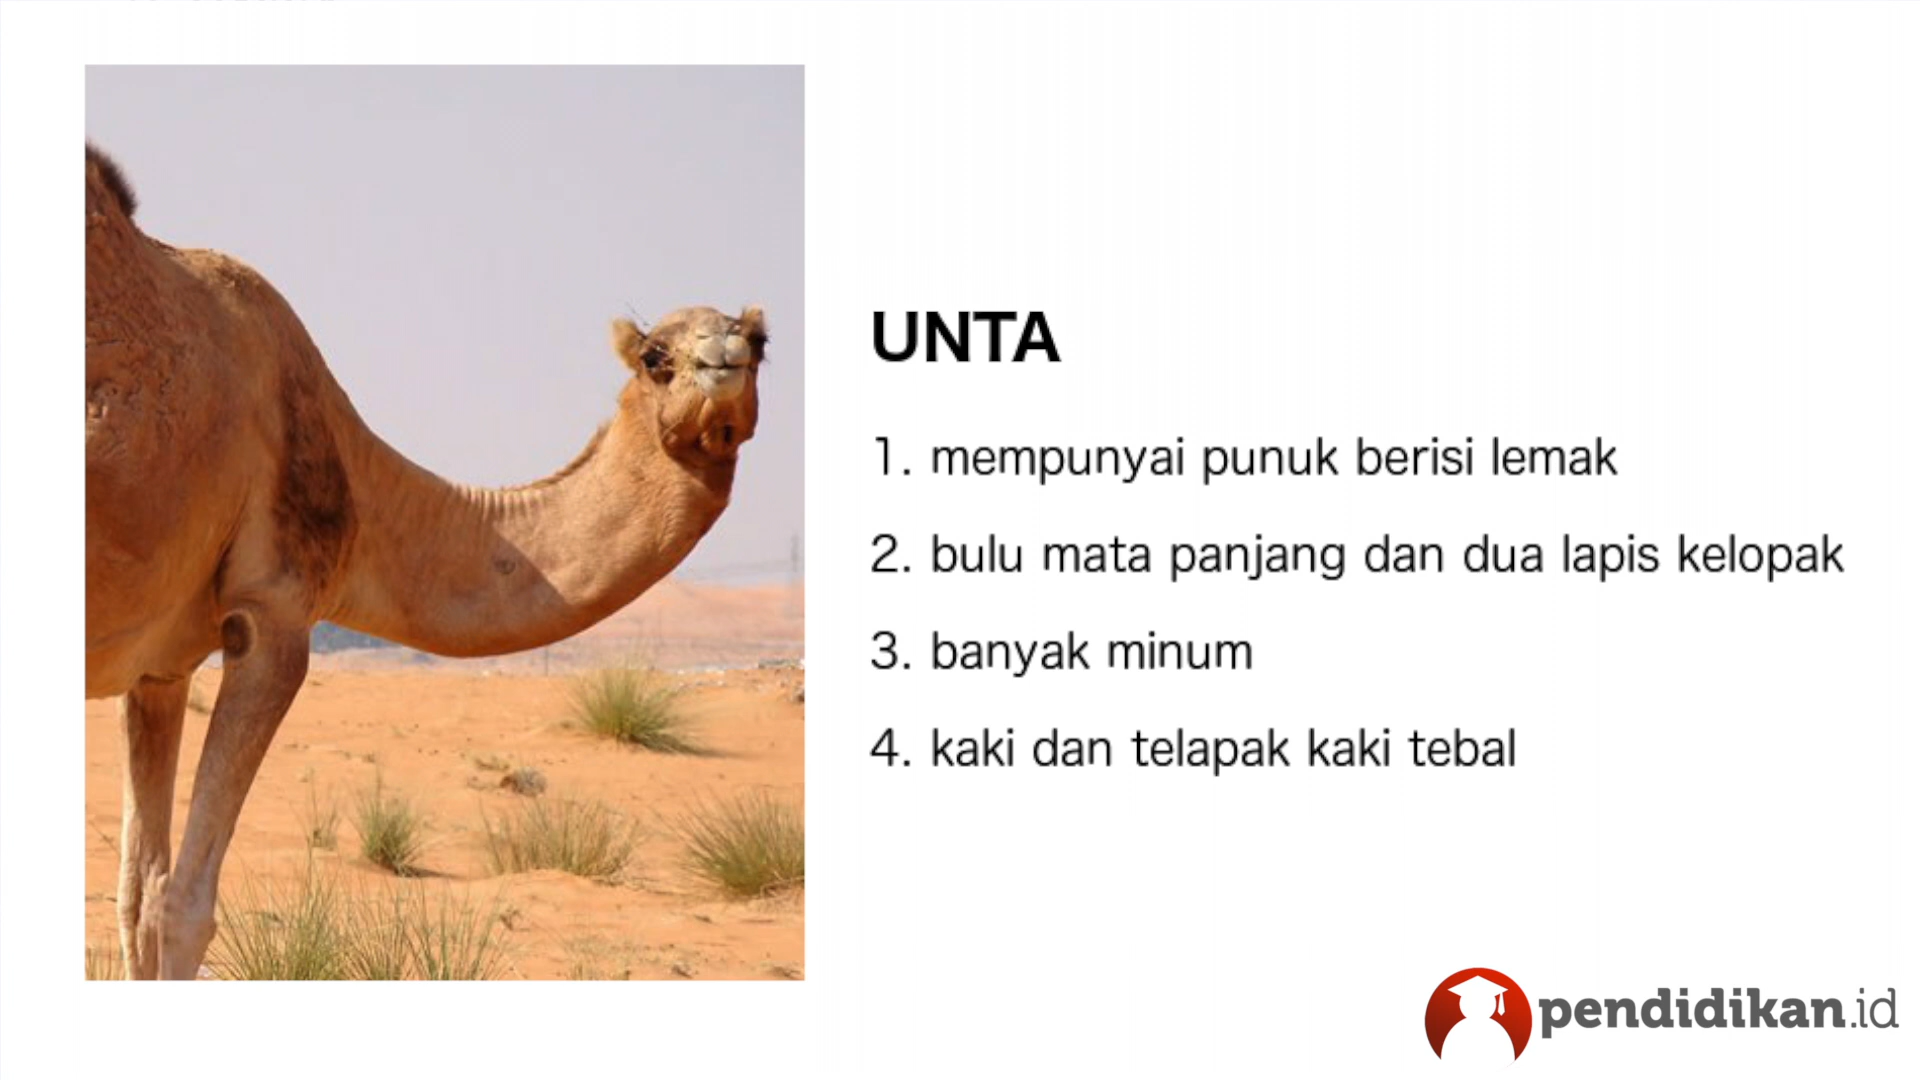 UNTA
1. mempunyai punuk berisi lemak
2. bulu mata panjang dan dua lapis kelopak
3. banyak minum
4. kaki dan telapak kaki tebal
pendidikan.id